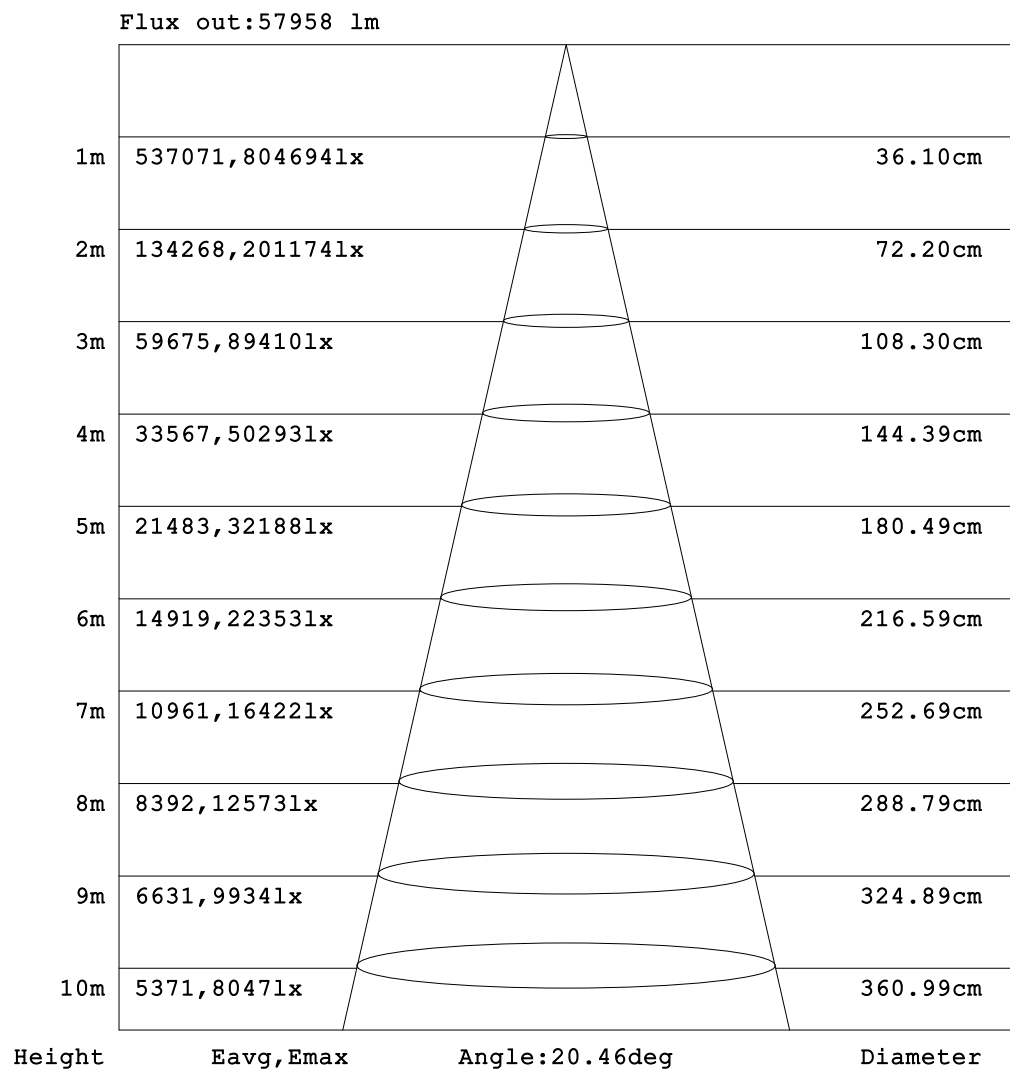 Flux out:57958 lm
1m 537071,804694lx 36.10cm
2m 134268,201174lx 72.20cm
3m 59675,89410lx 108.30cm
4m 33567,50293lx 144.39cm
5m 21483,32188lx 180.49cm
6m 14919,22353lx 216.59cm
7m 10961,16422lx 252.69cm
8m 8392,12573lx 288.79cm
9m 6631,9934lx 324.89cm
10m 5371,8047lx 360.99cm
Height Eavg,Emax Angle:20.46deg Diameter